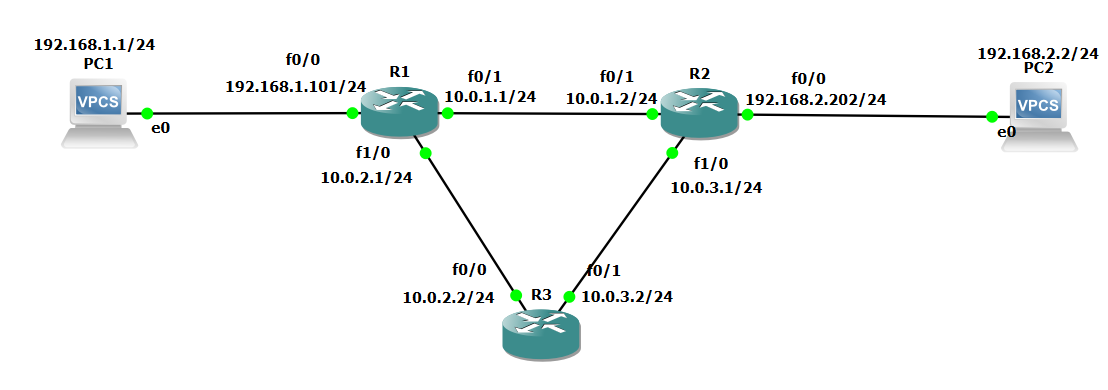 192.168.1.1/24
PC1
VPCS
e0
f0/0
192.168.1.101/24
R1
f0/1
10.0.1.1/24
f1/0
10.0.2.1/24
f0/1
10.0.1.2/24
R2
f0/0
192.168.2.202/24
f1/0
10.0.3.1/24
192.168.2.2/24
PC2
VPCS
e0
f0/0
10.0.2.2/24
R3
f0/1
10.0.3.2/24